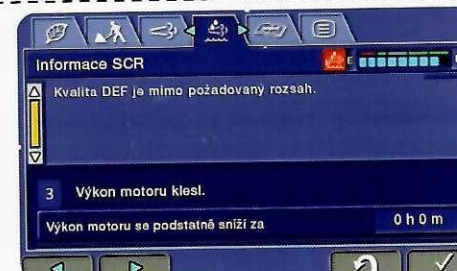 Informace SCR
E
Kvalita DEF je mimo požadovaný rozsah.
3 Výkon motoru klesl.
Výkon motoru se podstatně sníží za 0 h 0 m